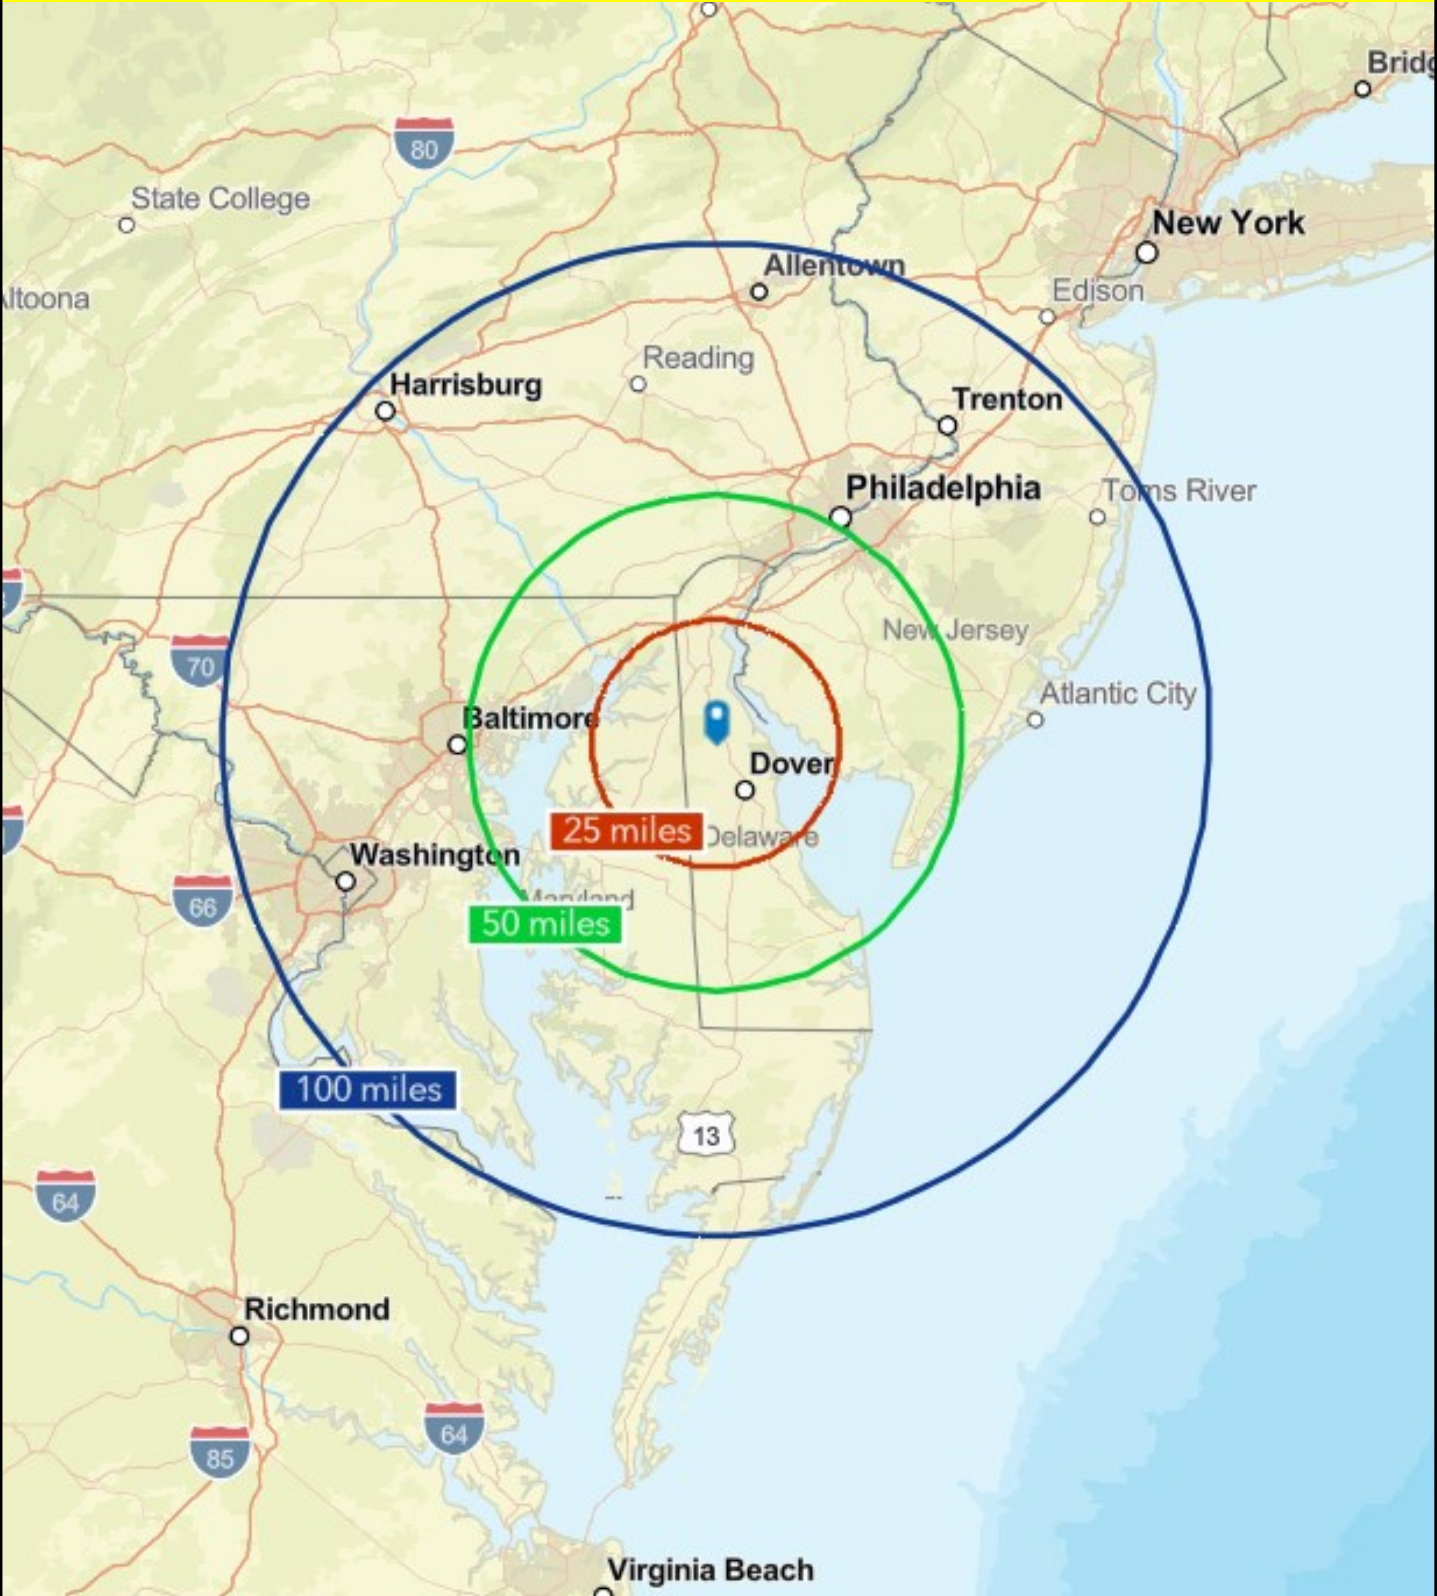 Bridg
80
State College
New York
Allentown
Edison
ltoona
Reading
Harrisburg
Trenton
Philadelphia
Toms River
New Jersey
70
Atlantic City
Baltimore
Dover
25 miles
Delaware
Washington
66
Maryland
50 miles
100 miles
13
64
Richmond
64
85
Virginia Beach